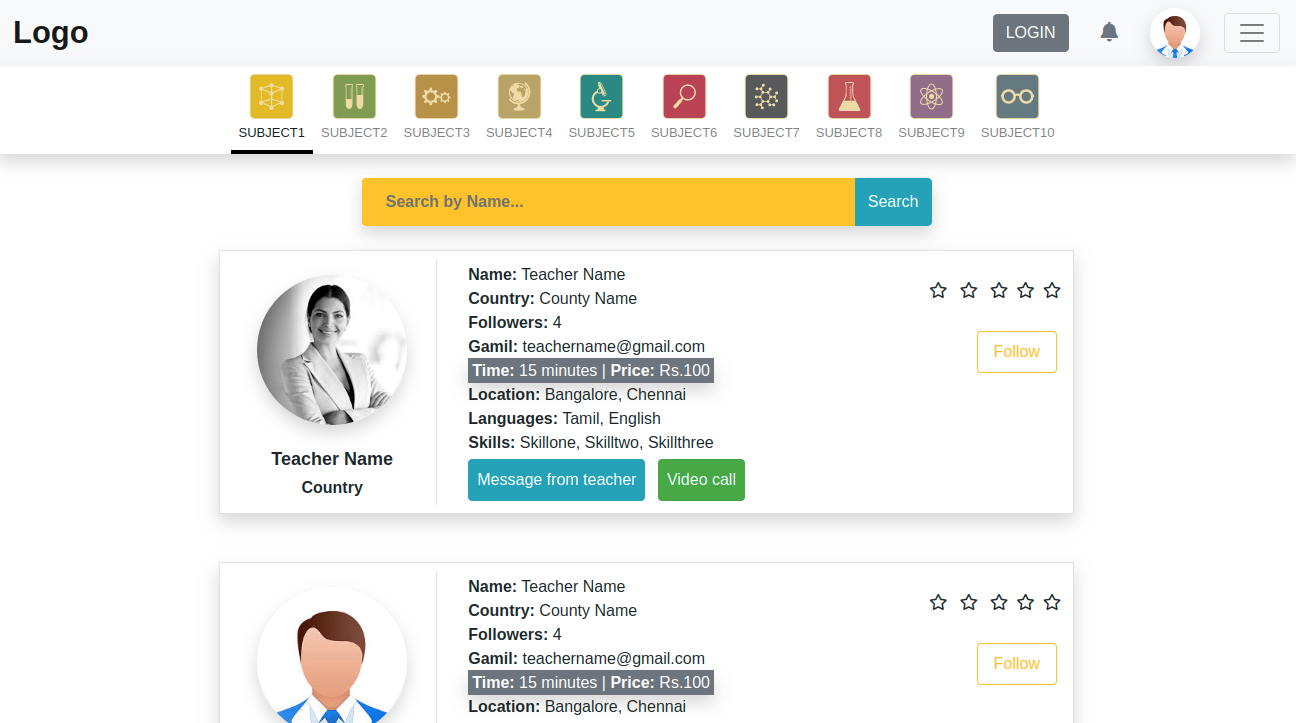 Logo
LOGIN
SUBJECT1 SUBJECT2 SUBJECT3 SUBJECT4 SUBJECT5 SUBJECT6 SUBJECT7 SUBJECT8 SUBJECT9 SUBJECT10
Search by Name...
Search
Name: Teacher Name
Country: County Name
Followers: 4
Gamil: teachername@gmail.com
Time: 15 minutes | Price: Rs.100
Location: Bangalore, Chennai
Languages: Tamil, English
Skills: Skillone, Skilltwo, Skillthree
Message from teacher
Video call
Follow
Teacher Name
Country
Name: Teacher Name
Country: County Name
Followers: 4
Gamil: teachername@gmail.com
Time: 15 minutes | Price: Rs.100
Location: Bangalore, Chennai
Follow